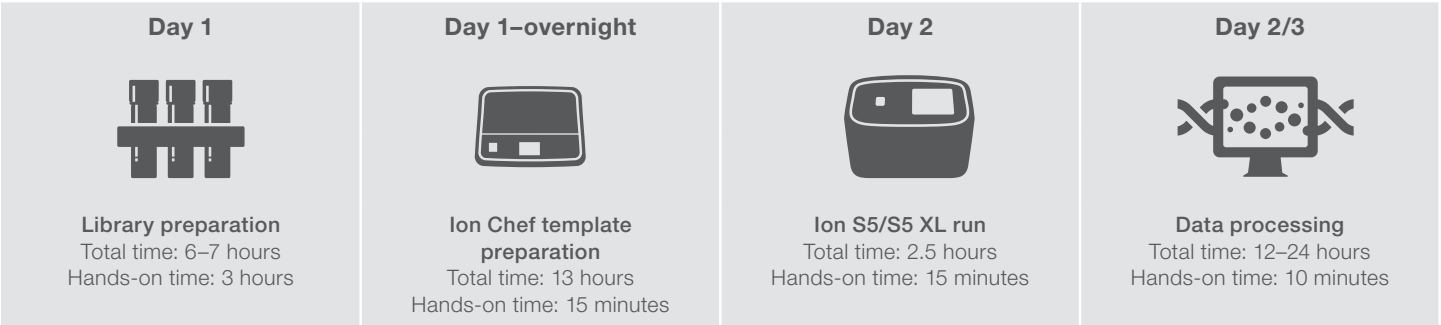 Day 1
Library preparation
Total time: 6–7 hours
Hands-on time: 3 hours
Day 1–overnight
Ion Chef template
preparation
Total time: 13 hours
Hands-on time: 15 minutes
Day 2
Ion S5/S5 XL run
Total time: 2.5 hours
Hands-on time: 15 minutes
Day 2/3
Data processing
Total time: 12–24 hours
Hands-on time: 10 minutes